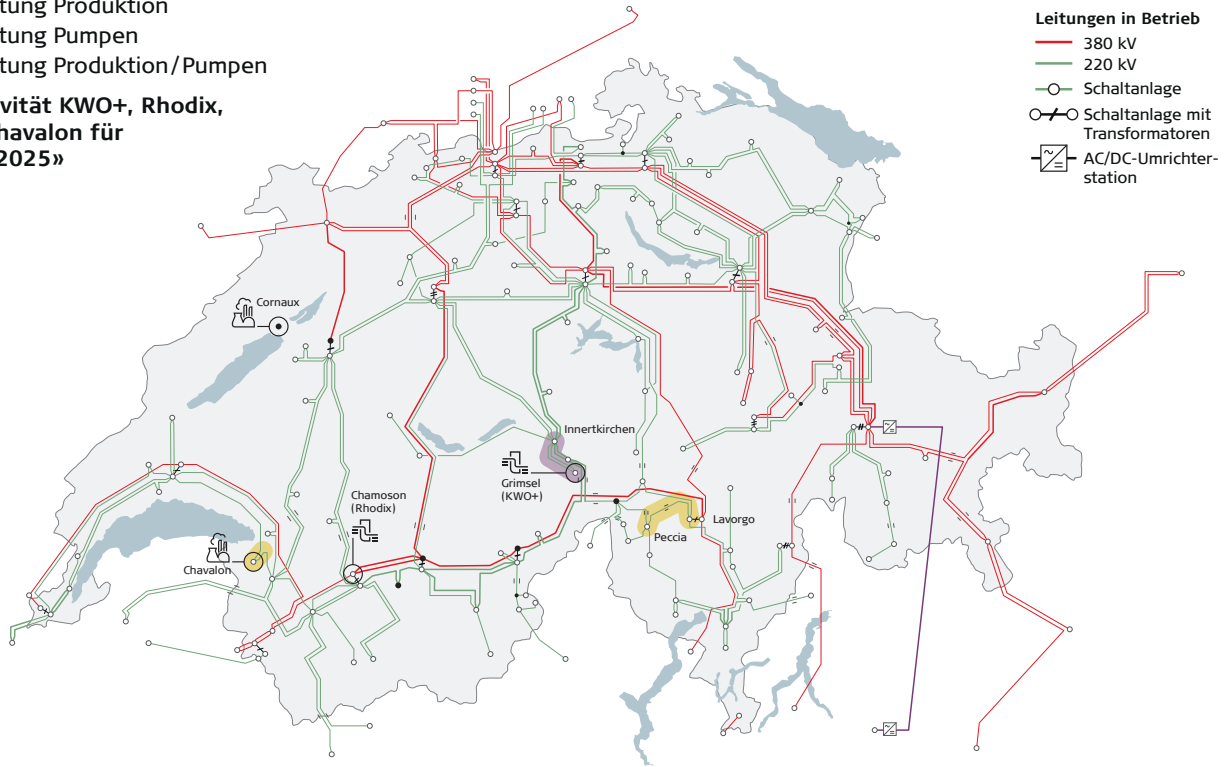 tung Produktion
tung Pumpen
tung Produktion/Pumpen
vität KWO+, Rhodix,
havalon für
2025»
Leitungen in Betrieb
380 kV
220 kV
Schaltanlage
Schaltanlage mit
Transformatoren
AC/DC-Umrichter-
station
Cornaux
Innertkirchen
Grimsel
(KWO+)
Chamoson
(Rhodix)
Lavorgo
Peccia
Chavalon